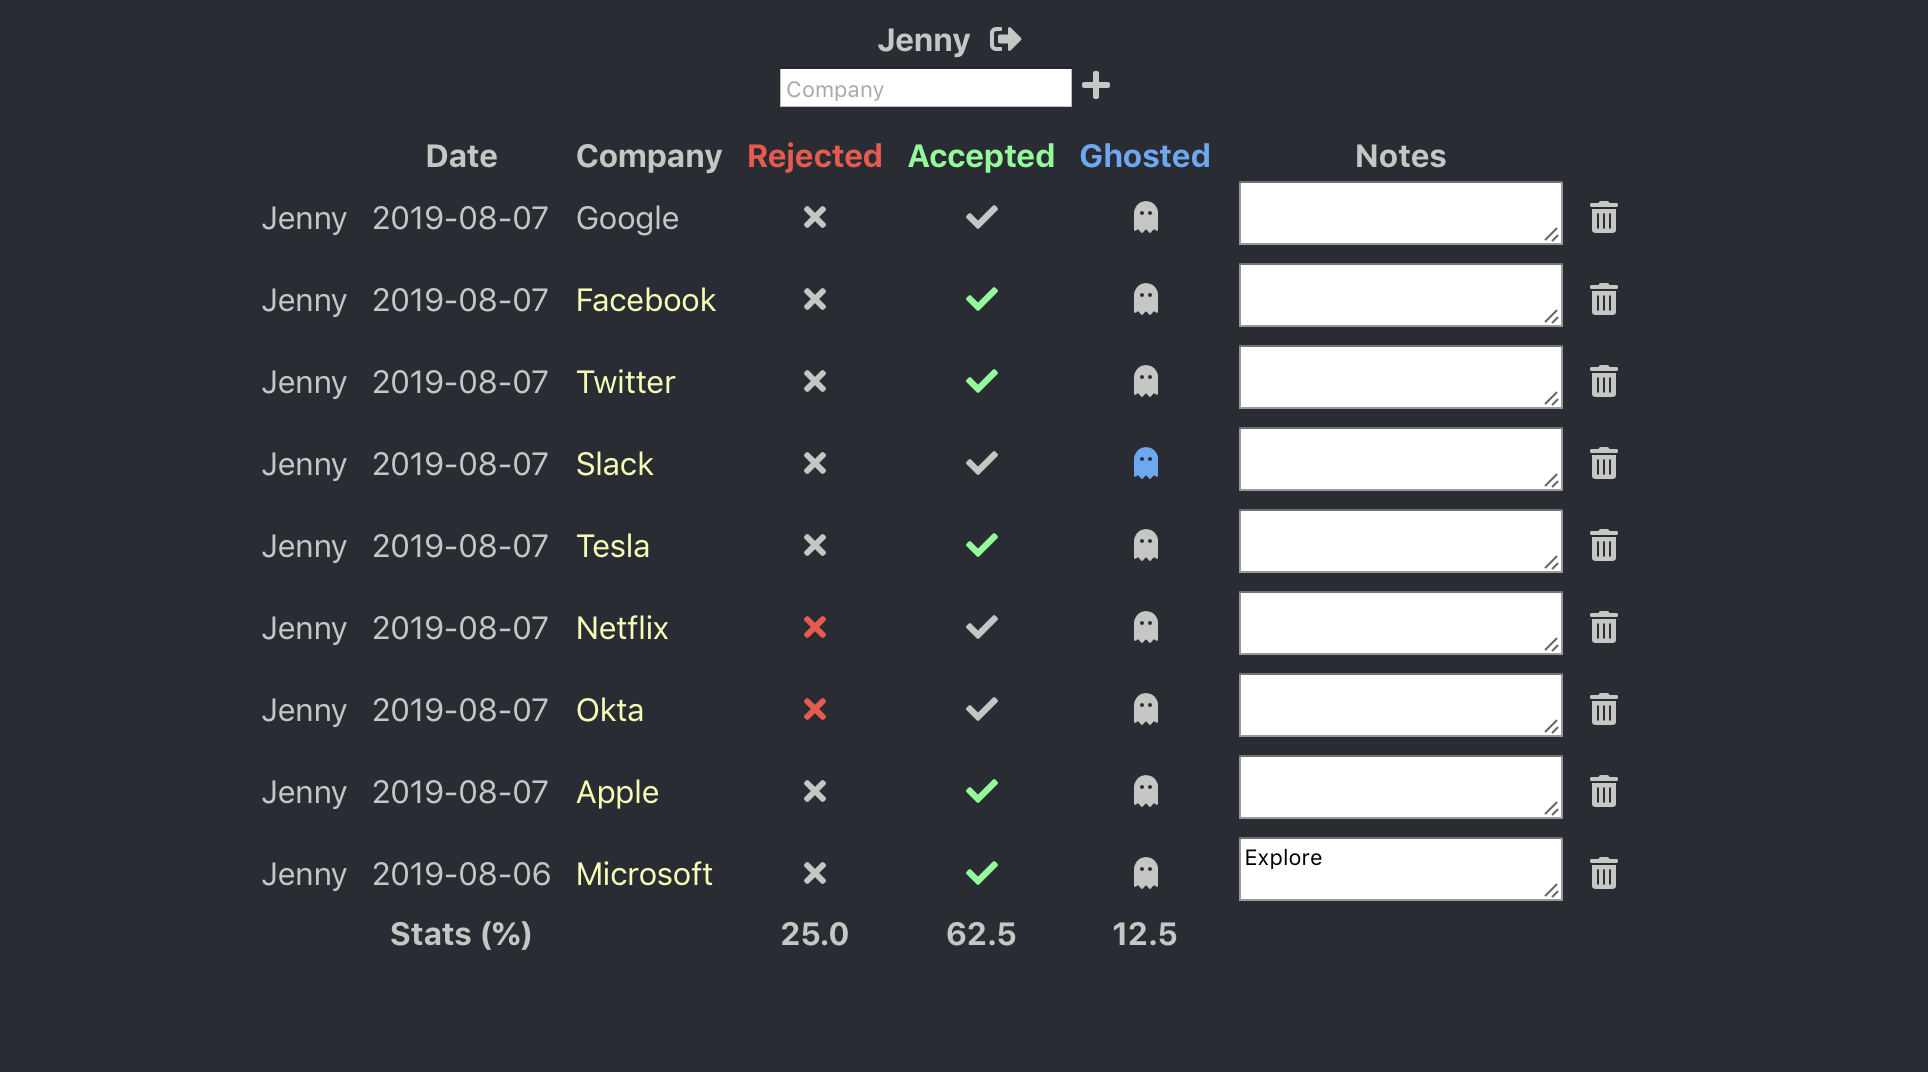 Jenny
Company
Date Company Rejected Accepted Ghosted Notes
Jenny 2019-08-07 Google
Jenny 2019-08-07 Facebook
Jenny 2019-08-07 Twitter
Jenny 2019-08-07 Slack
Jenny 2019-08-07 Tesla
Jenny 2019-08-07 Netflix
Jenny 2019-08-07 Okta
Jenny 2019-08-07 Apple
Jenny 2019-08-06 Microsoft Explore
Stats (%) 25.0 62.5 12.5